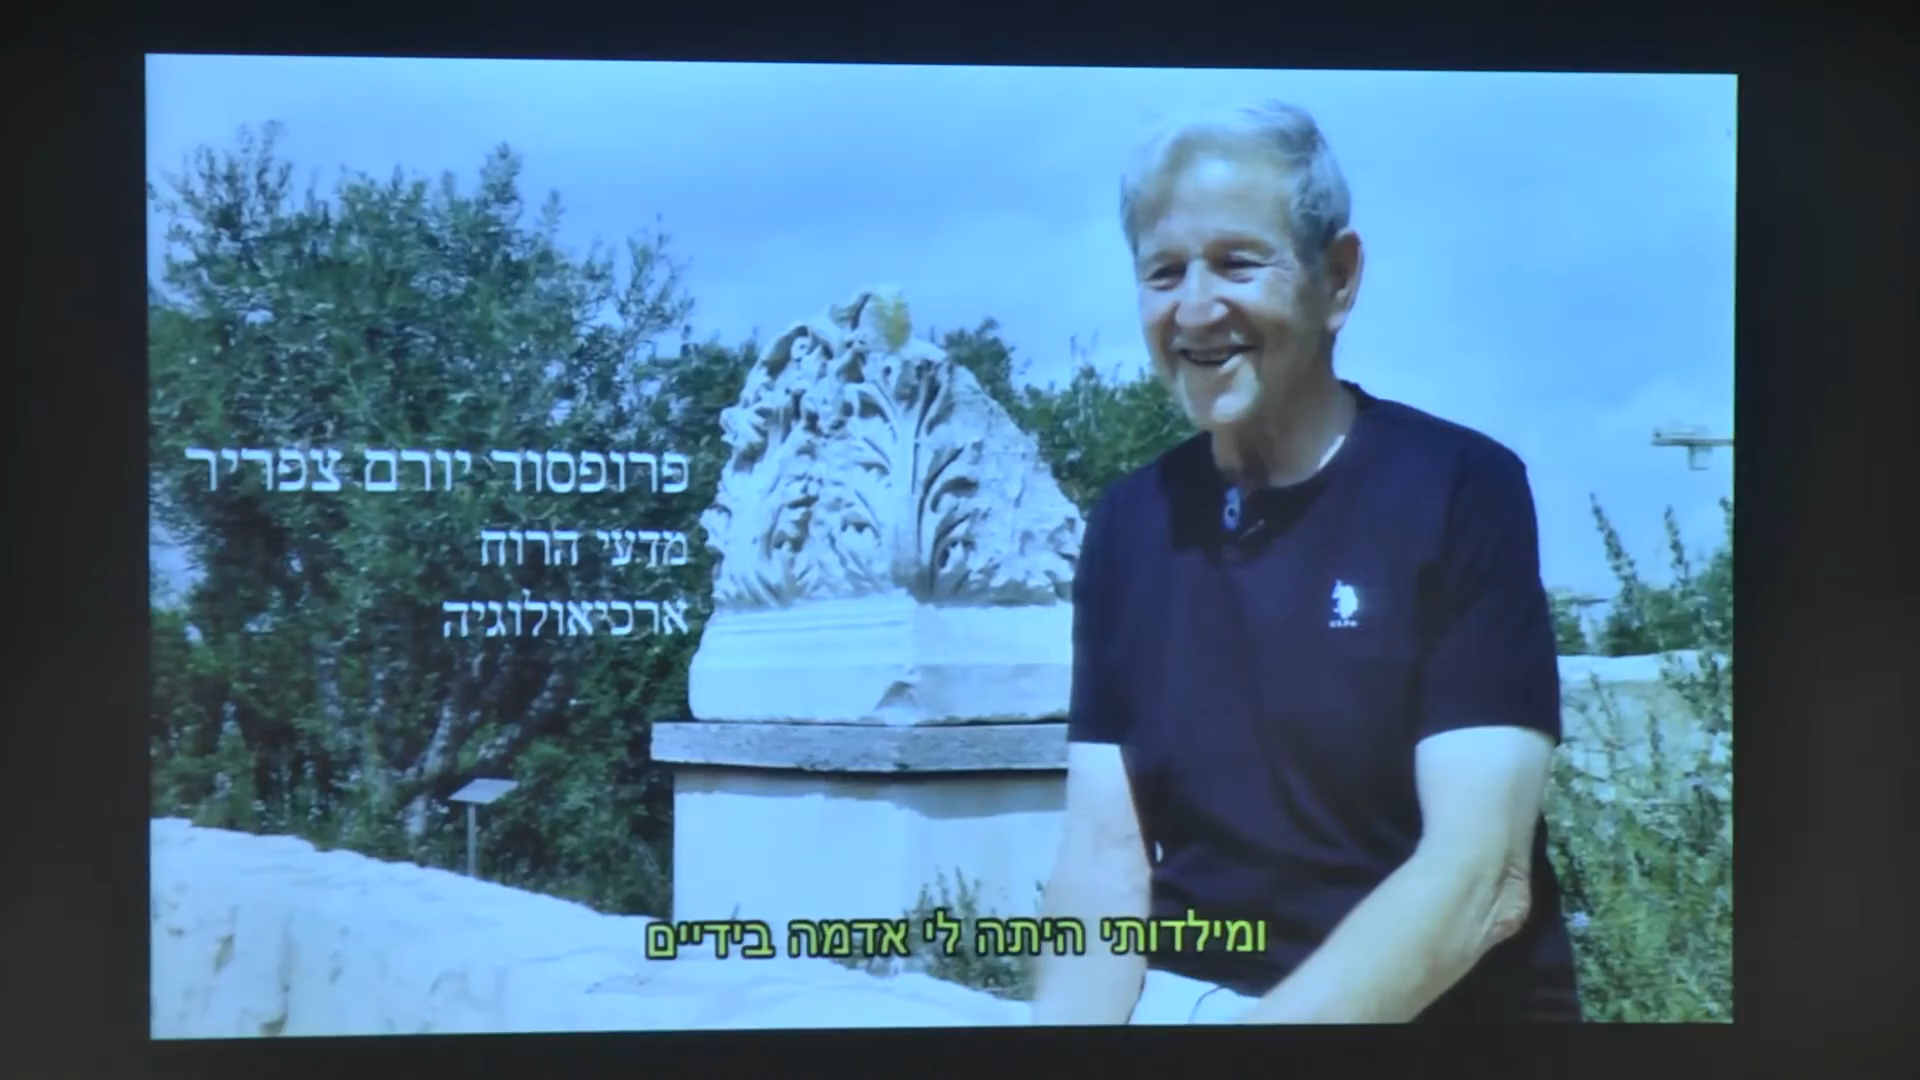 פרופסור יורם צפריר
מדעי הרוח
ארכיאולוגיה
ומילדותי היתה לי אדמה בידיים